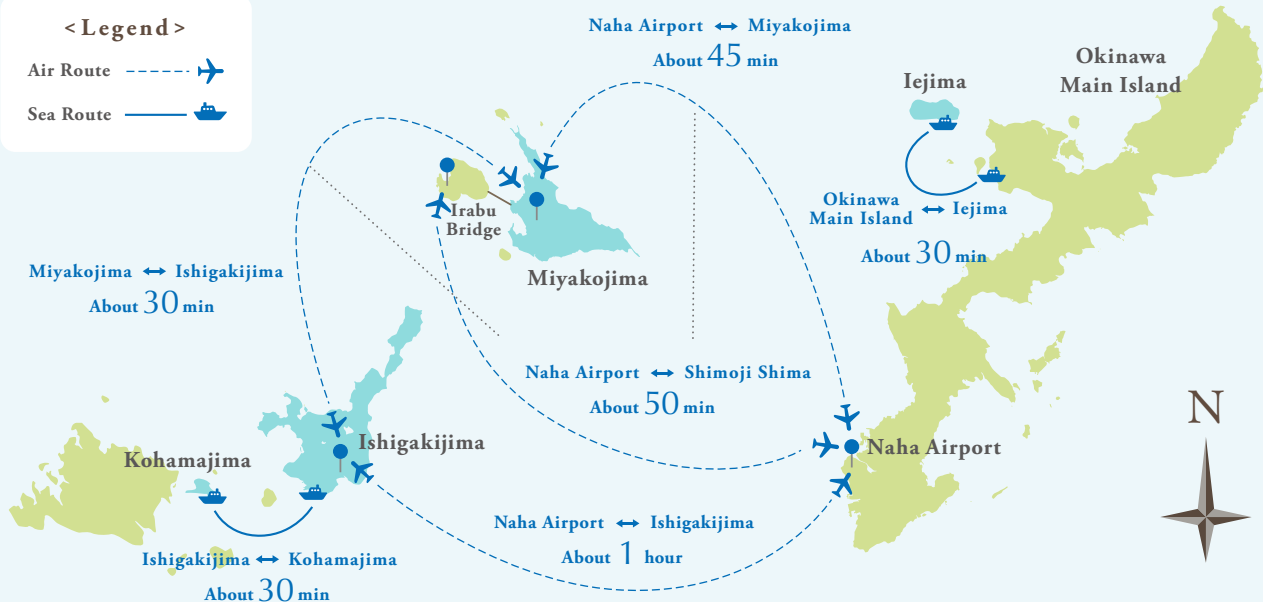 <Legend>
Air Route
Sea Route
Naha Airport ↔ Miyakojima
About 45 min
Iejima
Okinawa
Main Island
Okinawa
Main Island ↔ Iejima
About 30 min
Irabu
Bridge
Miyakojima
Miyakojima ↔ Ishigakijima
About 30 min
Naha Airport ↔ Shimoji Shima
About 50 min
N
Naha Airport
Ishigakijima
Kohamajima
Naha Airport ↔ Ishigakijima
About 1 hour
Ishigakijima ↔ Kohamajima
About 30 min